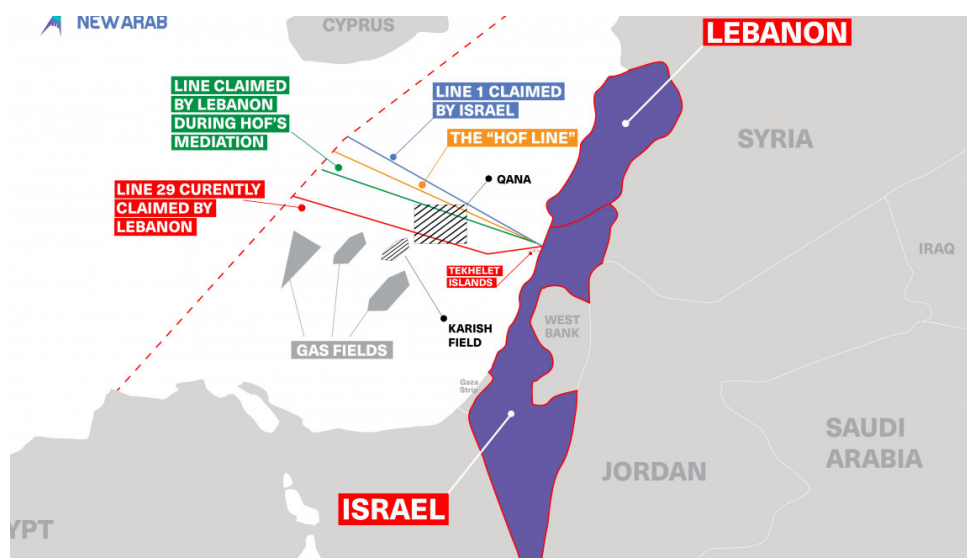 NEW ARAB
CYPRUS
LEBANON
LINE CLAIMED
BY LEBANON
DURING HOF'S
MEDIATION
LINE 1 CLAIMED
BY ISRAEL
THE "HOF LINE"
SYRIA
QANA
LINE 29 CURENTLY
CLAIMED BY
LEBANON
IRAQ
TEKHELET
ISLANDS
WEST
BANK
KARISH
FIELD
GAS FIELDS
Gaza
Strip
SAUDI
ARABIA
JORDAN
ISRAEL
YPT